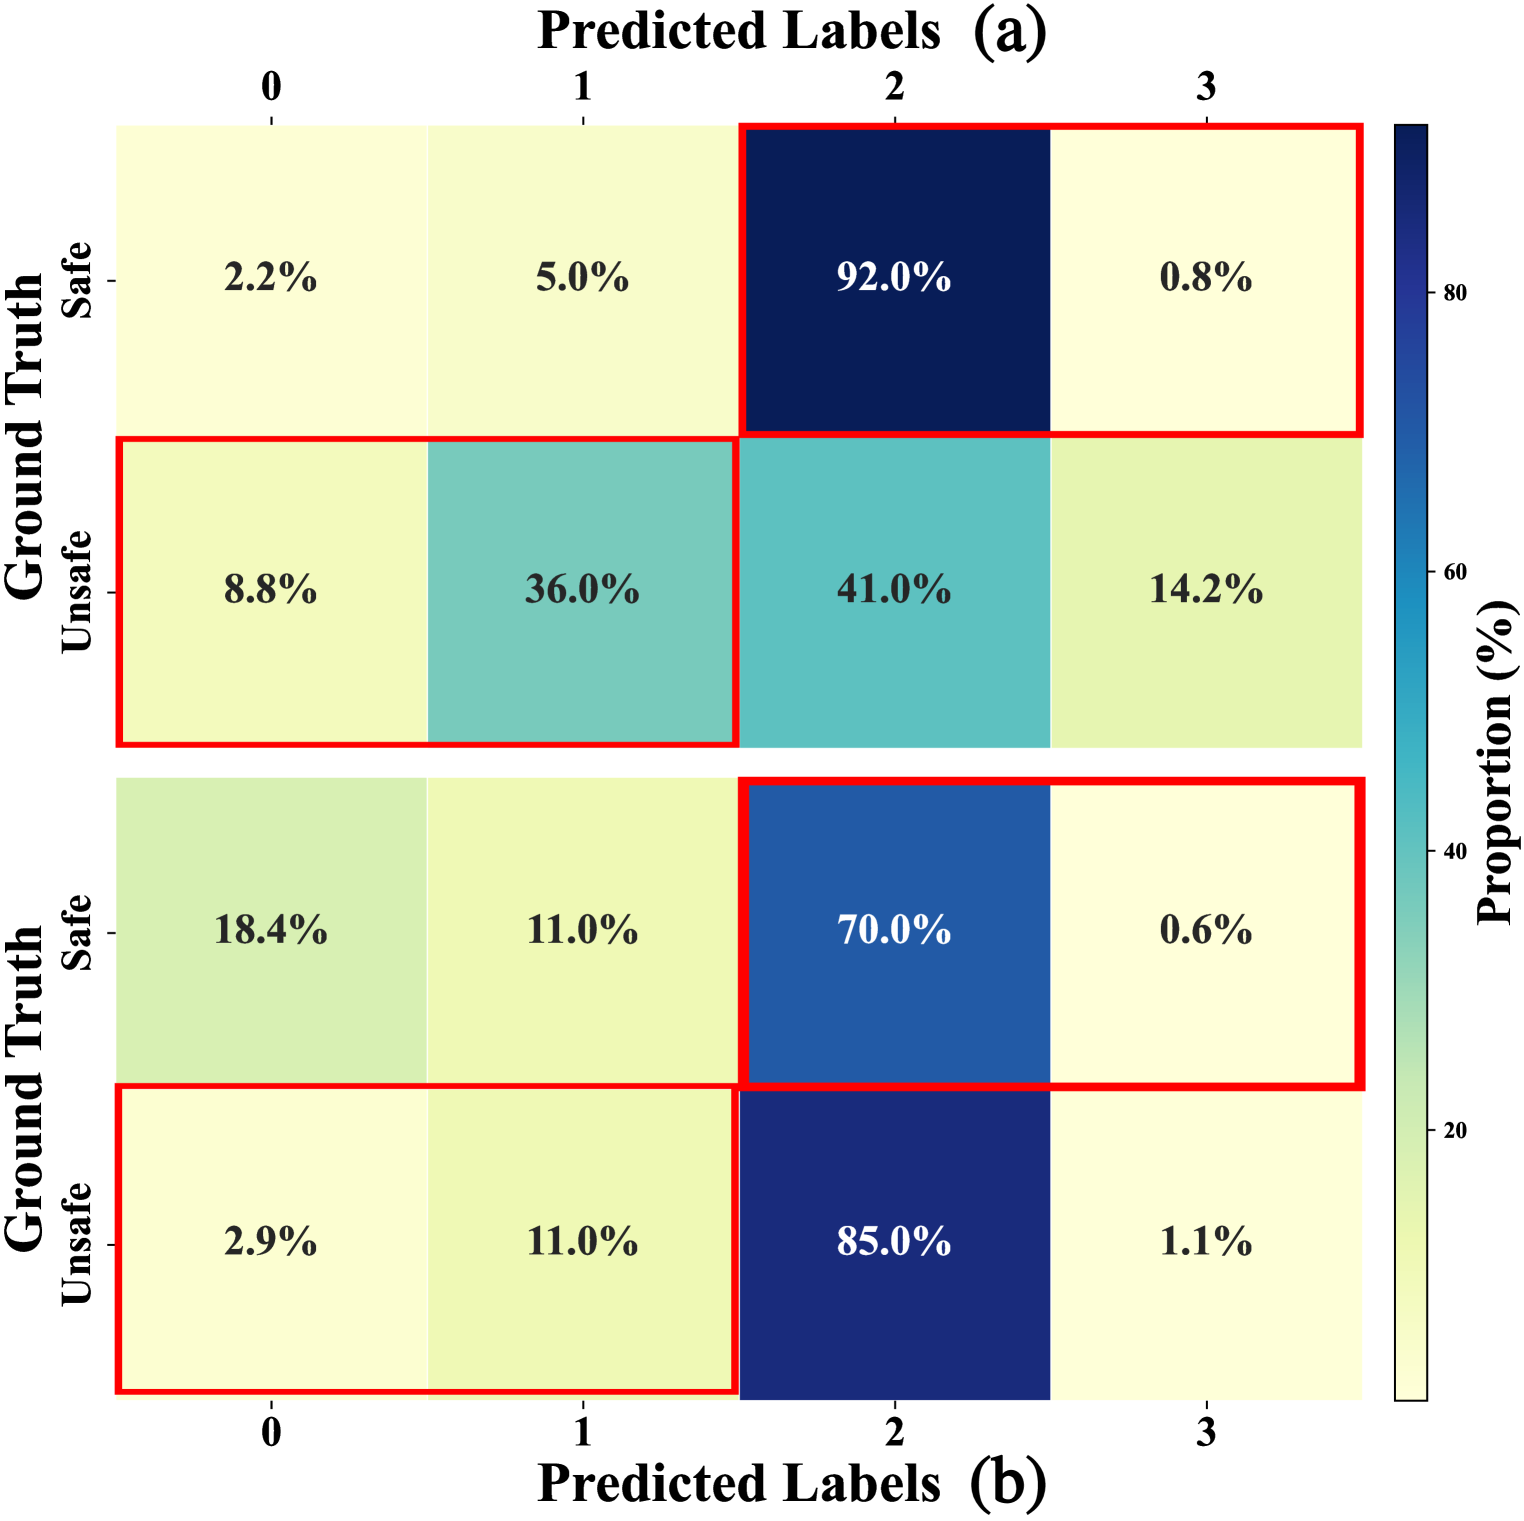 Predicted Labels (a)
0 1 2 3
Ground Truth
Safe
2.2% 5.0% 92.0% 0.8%
Unsafe
8.8% 36.0% 41.0% 14.2%
Ground Truth
Safe
18.4% 11.0% 70.0% 0.6%
Unsafe
2.9% 11.0% 85.0% 1.1%
0 1 2 3
Predicted Labels (b)
80
60
40
20
Proportion (%)